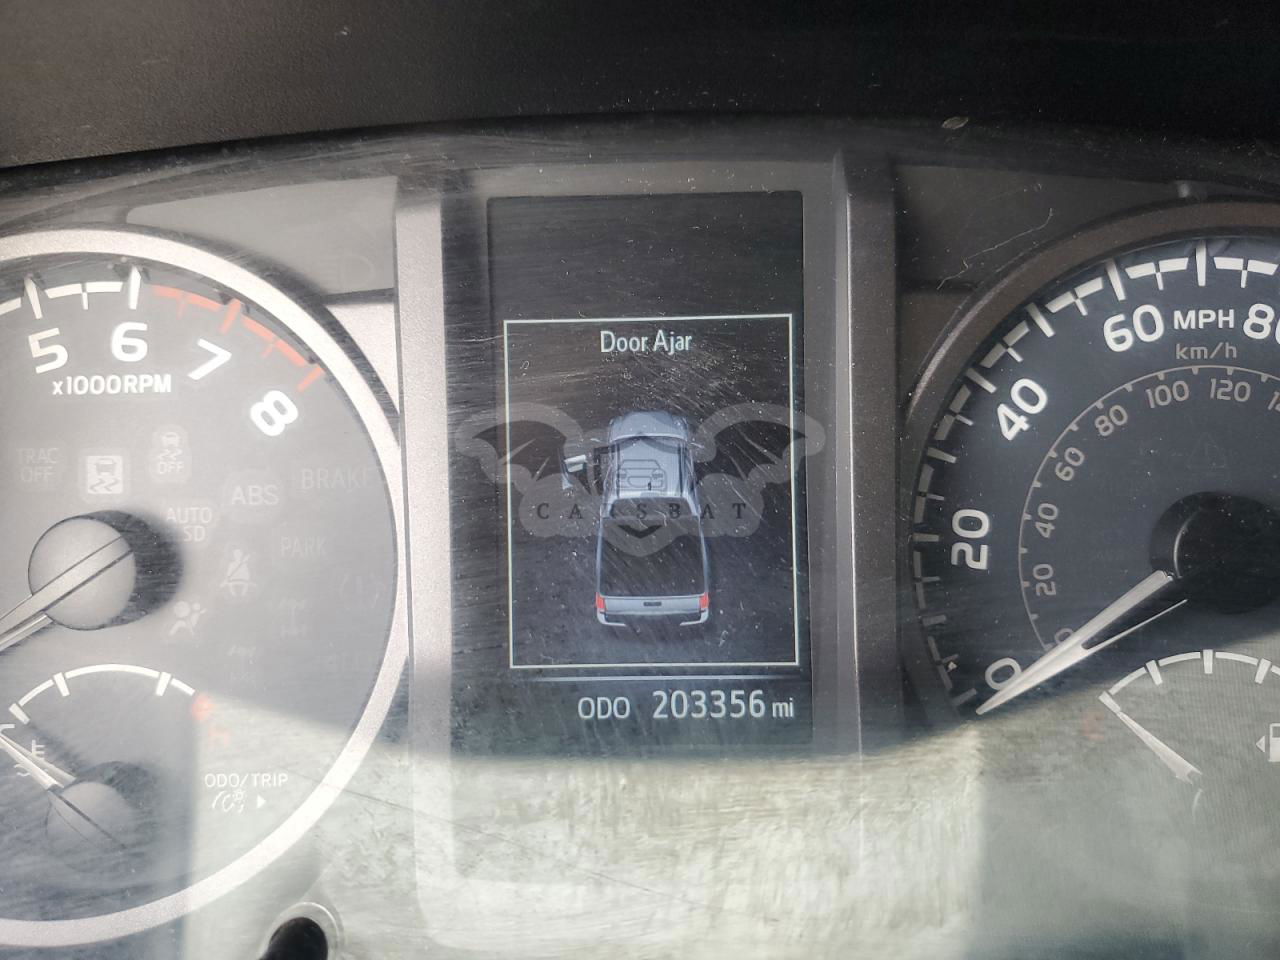 Door Ajar
CARSBAT
ODO 203356 mi
5 6 7 8
x1000RPM
TRAC
OFF
OFF
ABS
BRAKE
AUTO
SD
PARK
ODO/TRIP
0 20 40 60 MPH 80
km/h
20 40 60 80 100 120